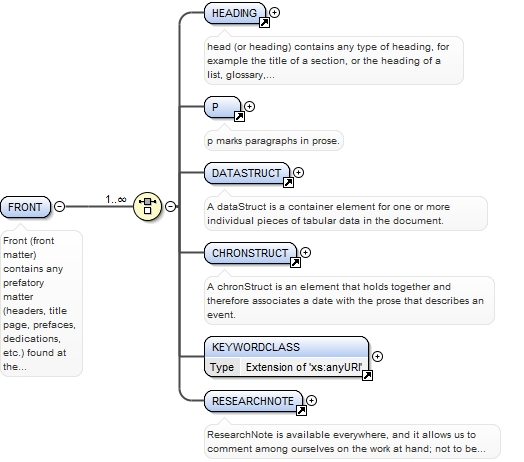 HEADING
head (or heading) contains any type of heading, for
example the title of a section, or the heading of a
list, glossary,...
P
p marks paragraphs in prose.
DATASTRUCT
A dataStruct is a container element for one or more
individual pieces of tabular data in the document.
FRONT
1..∞
Front (front
matter)
contains any
prefatory
matter
(headers, title
page, prefaces,
dedications,
etc.) found at
the...
CHRONSTRUCT
A chronStruct is an element that holds together and
therefore associates a date with the prose that describes an
event.
KEYWORDCLASS
Type Extension of 'xs:anyURI'
RESEARCHNOTE
ResearchNote is available everywhere, and it allows us to
comment among ourselves on the work at hand; not to be...